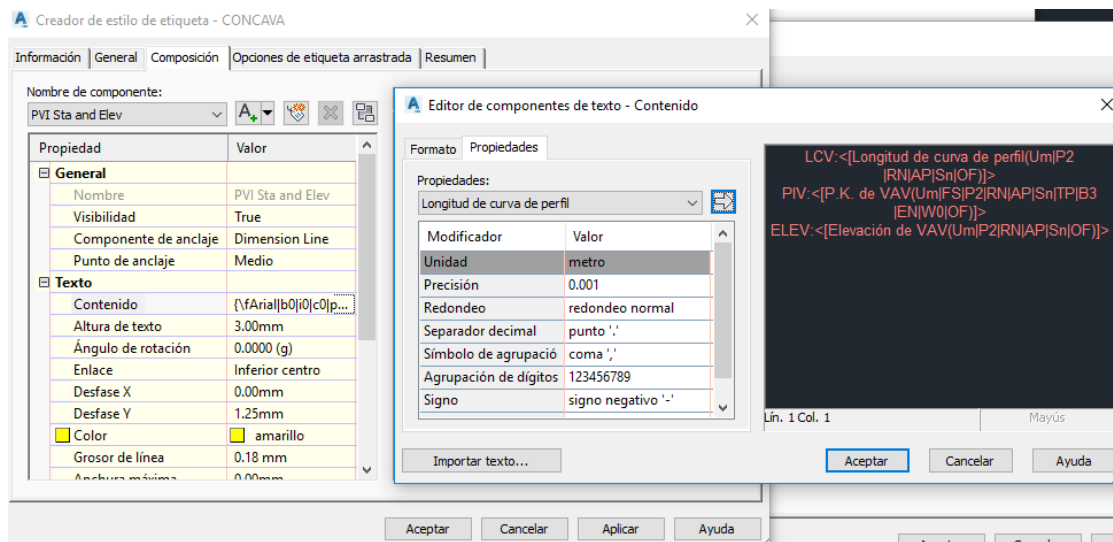 Creador de estilo de etiqueta - CONCAVA
Información General Composición Opciones de etiqueta arrastrada Resumen
Nombre de componente:
PVI Sta and Elev
Propiedad Valor
General
Nombre PVI Sta and Elev
Visibilidad True
Componente de anclaje Dimension Line
Punto de anclaje Medio
Texto
Contenido {\fArial|b0|i0|c0|p...
Altura de texto 3.00mm
Ángulo de rotación 0.0000 (g)
Enlace Inferior centro
Desfase X 0.00mm
Desfase Y 1.25mm
Color amarillo
Grosor de línea 0.18 mm
Anchura máxima 0.00mm
Aceptar Cancelar Aplicar Ayuda
Editor de componentes de texto - Contenido
Formato Propiedades
Propiedades:
Longitud de curva de perfil
Modificador Valor
Unidad metro
Precisión 0.001
Redondeo redondeo normal
Separador decimal punto '.'
Símbolo de agrupació coma ','
Agrupación de dígitos 123456789
Signo signo negativo '-'
Importar texto...
LCV:<[Longitud de curva de perfil(Um|P2
|RN|AP|Sn|OF)]>
PIV:<[P.K. de VAV(Um|FS|P2|RN|AP|Sn|TP|B3
|EN|W0|OF)]>
ELEV:<[Elevación de VAV(Um|P2|RN|AP|Sn|OF)]>
Lín. 1 Col. 1 Mayús
Aceptar Cancelar Ayuda